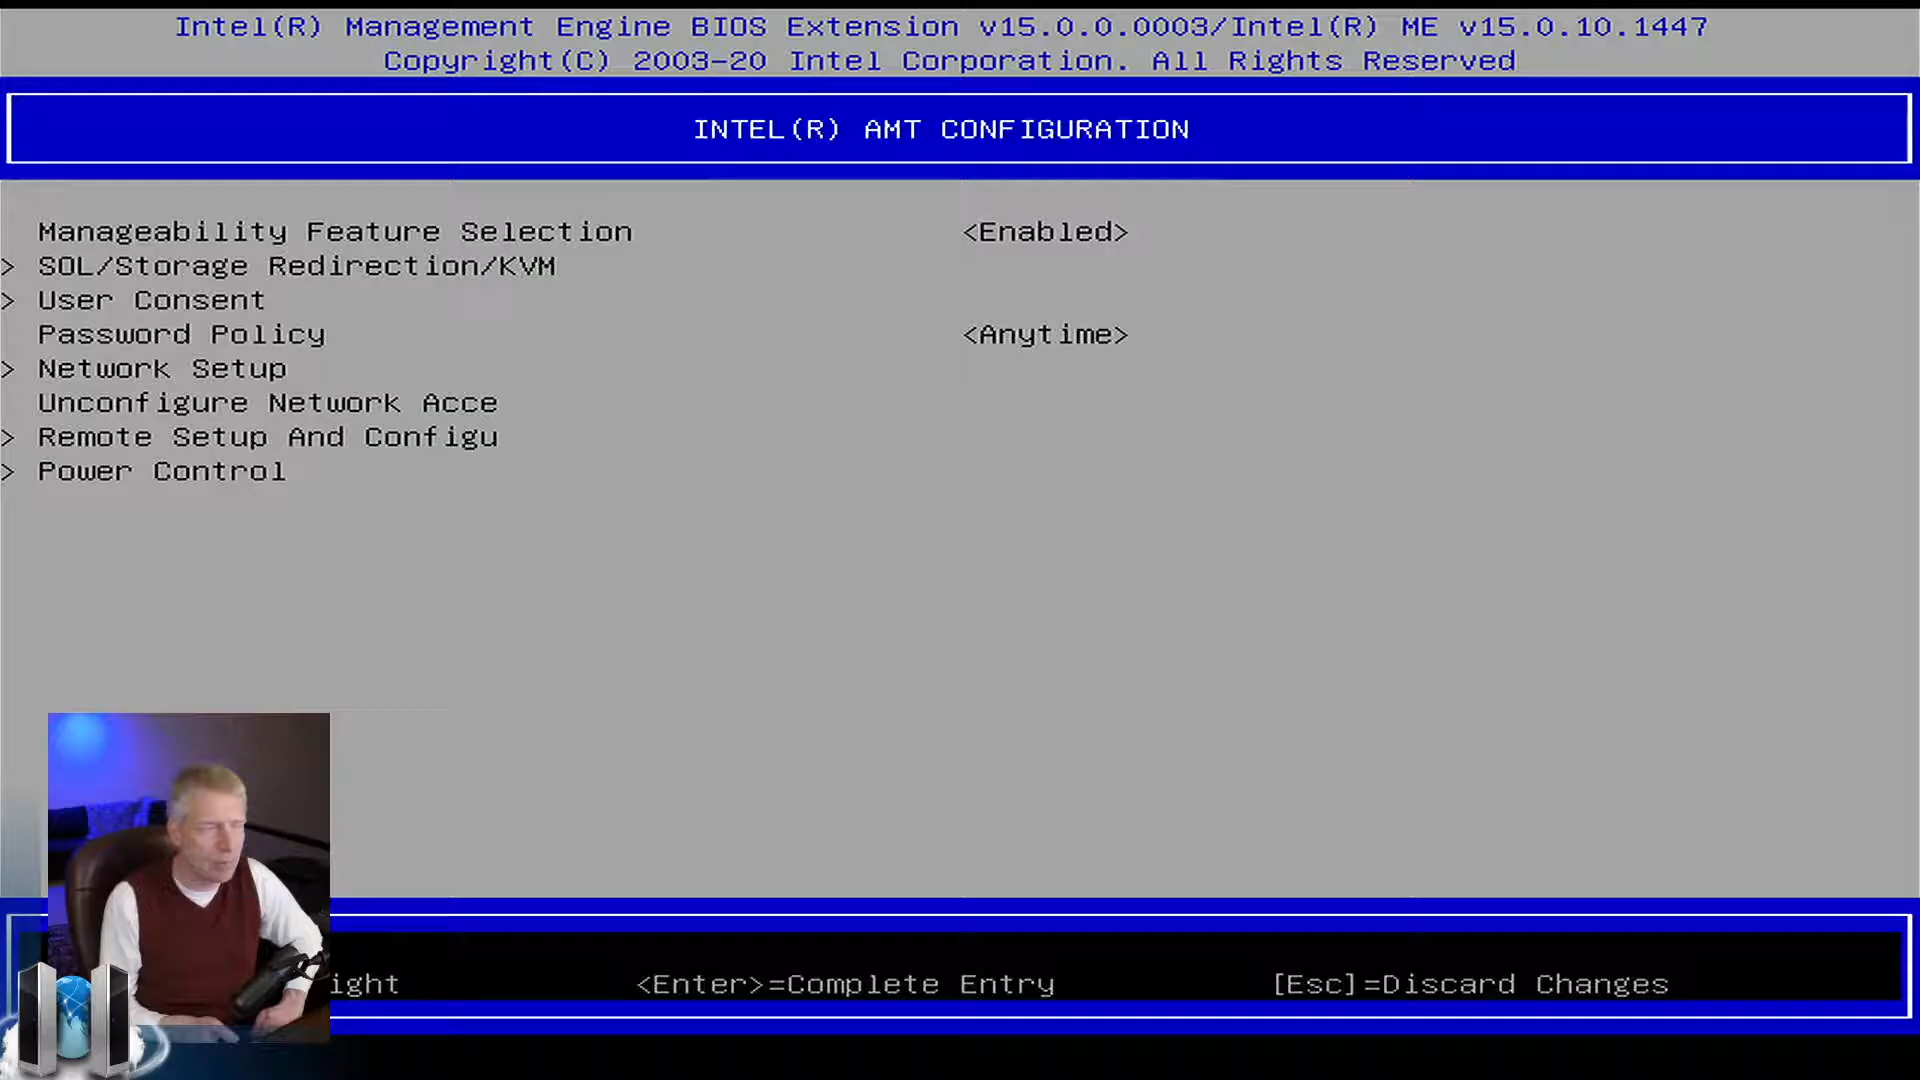 Intel(R) Management Engine BIOS Extension v15.0.0.0003/Intel(R) ME v15.0.10.1447
Copyright(C) 2003-20 Intel Corporation. All Rights Reserved
INTEL(R) AMT CONFIGURATION
Manageability Feature Selection <Enabled>
> SOL/Storage Redirection/KVM
> User Consent
Password Policy <Anytime>
> Network Setup
Unconfigure Network Acce
> Remote Setup And Configu
> Power Control
ight <Enter>=Complete Entry [Esc]=Discard Changes